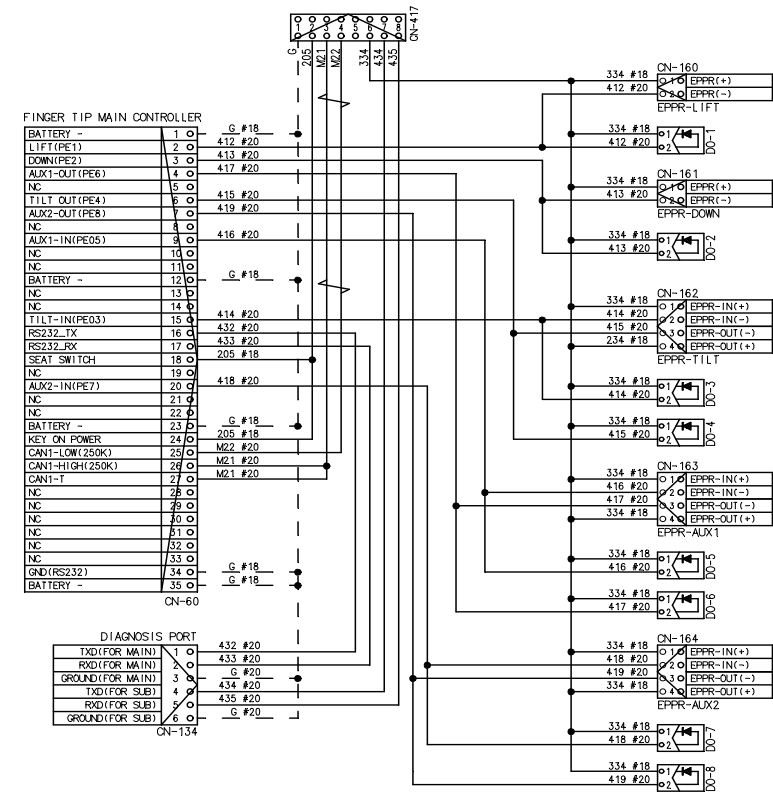 1 2 3 4 5 6 7 8
CN-417
G 205 M21 M22 334 434 435
FINGER TIP MAIN CONTROLLER
BATTERY - 1 G #18
LIFT(PE1) 2 412 #20
DOWN(PE2) 3 413 #20
AUX1-OUT(PE6) 4 417 #20
NC 5
TILT OUT(PE4) 6 415 #20
AUX2-OUT(PE8) 7 419 #20
NC 8
AUX1-IN(PE05) 9 416 #20
NC 10
NC 11
BATTERY - 12 G #18
NC 13
NC 14
TILT-IN(PE03) 15 414 #20
RS232_TX 16 432 #20
RS232_RX 17 433 #20
SEAT SWITCH 18 205 #18
NC 19
AUX2-IN(PE7) 20 418 #20
NC 21
NC 22
BATTERY - 23 G #18
KEY ON POWER 24 205 #18
CAN1-LOW(250K) 25 M22 #20
CAN1-HIGH(250K) 26 M21 #20
CAN1-T 27 M21 #20
NC 28
NC 29
NC 30
NC 31
NC 32
NC 33
GND(RS232) 34 G #18
BATTERY - 35 G #18
CN-60
DIAGNOSIS PORT
TXD(FOR MAIN) 1 432 #20
RXD(FOR MAIN) 2 433 #20
GROUND(FOR MAIN) 3 G #20
TXD(FOR SUB) 4 434 #20
RXD(FOR SUB) 5 435 #20
GROUND(FOR SUB) 6 G #20
CN-134
CN-160
334 #18 1 EPPR(+)
412 #20 2 EPPR(-)
EPPR-LIFT
334 #18 1
412 #20 2
DO-1
CN-161
334 #18 1 EPPR(+)
413 #20 2 EPPR(-)
EPPR-DOWN
334 #18 1
413 #20 2
DO-2
CN-162
334 #18 1 EPPR-IN(+)
414 #20 2 EPPR-IN(-)
415 #20 3 EPPR-OUT(-)
234 #18 4 EPPR-OUT(+)
EPPR-TILT
334 #18 1
414 #20 2
DO-3
334 #18 1
415 #20 2
DO-4
CN-163
334 #18 1 EPPR-IN(+)
416 #20 2 EPPR-IN(-)
417 #20 3 EPPR-OUT(-)
334 #18 4 EPPR-OUT(+)
EPPR-AUX1
334 #18 1
416 #20 2
DO-5
334 #18 1
417 #20 2
DO-6
CN-164
334 #18 1 EPPR-IN(+)
418 #20 2 EPPR-IN(-)
419 #20 3 EPPR-OUT(-)
334 #18 4 EPPR-OUT(+)
EPPR-AUX2
334 #18 1
418 #20 2
DO-7
334 #18 1
419 #20 2
DO-8